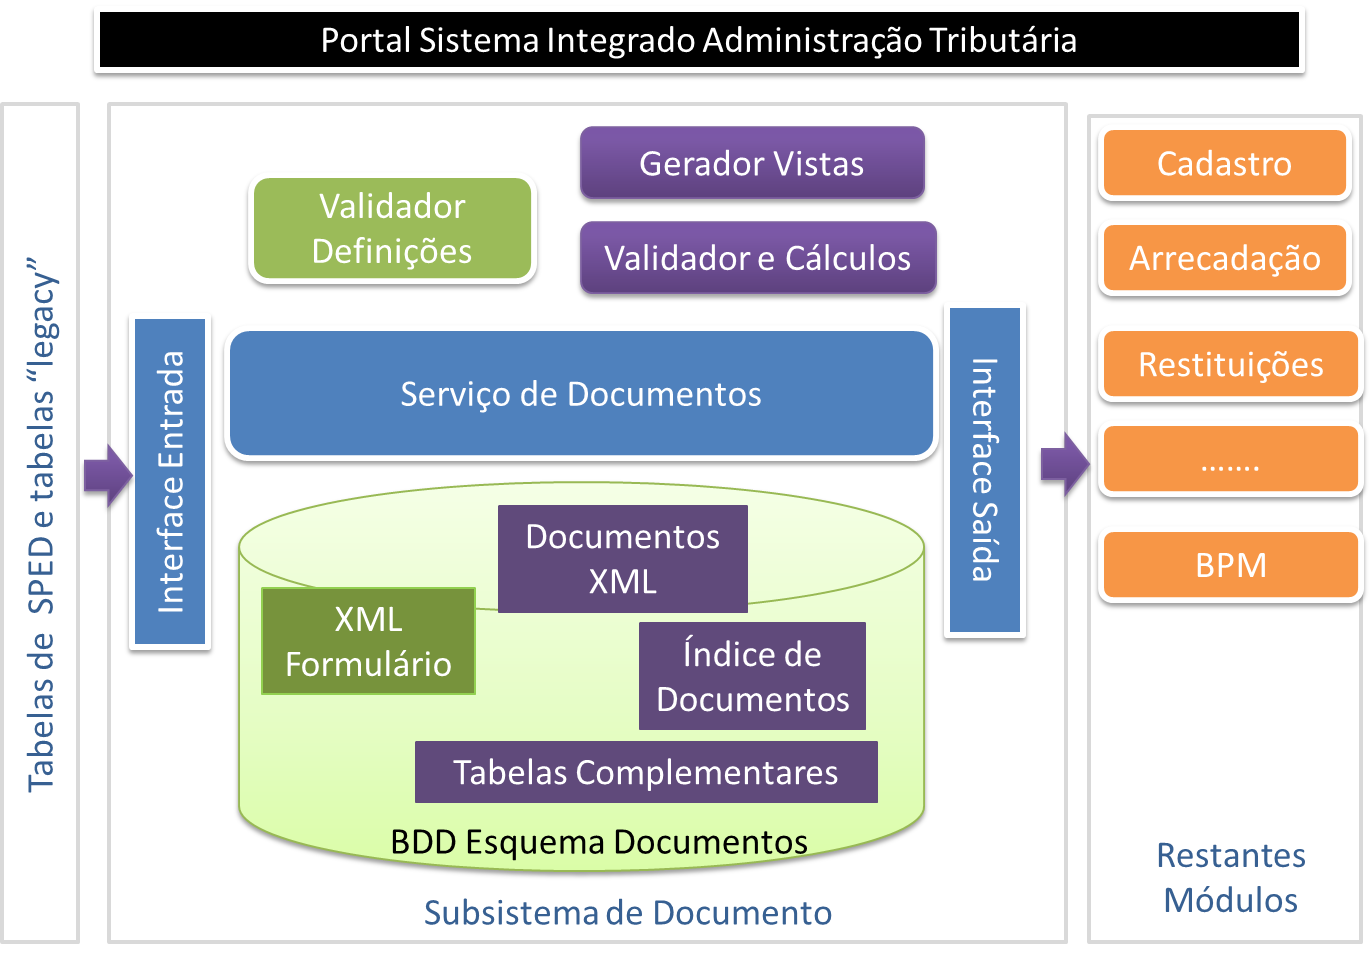 Portal Sistema Integrado Administração Tributária
Tabelas de SPED e tabelas “legacy”
Gerador Vistas
Validador
Definições
Validador e Cálculos
Interface Entrada
Serviço de Documentos
Interface Saída
Documentos
XML
XML
Formulário
Índice de
Documentos
Tabelas Complementares
BDD Esquema Documentos
Subsistema de Documento
Cadastro
Arrecadação
Restituições
.......
BPM
Restantes
Módulos